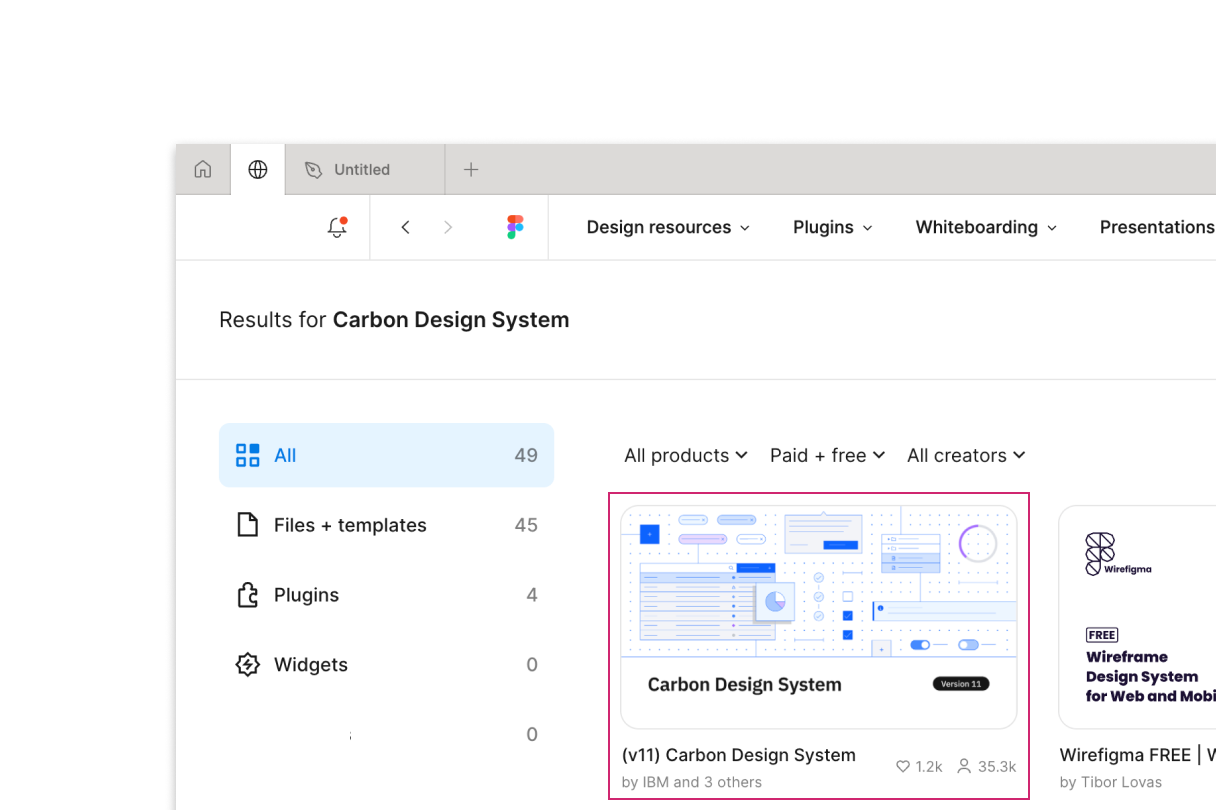 Untitled
Design resources
Plugins
Whiteboarding
Presentations
Results for Carbon Design System
All 49
Files + templates 45
Plugins 4
Widgets 0
0
All products
Paid + free
All creators
Carbon Design System
Version 11
(v11) Carbon Design System
by IBM and 3 others
1.2k
35.3k
Wirefigma
FREE
Wireframe
Design System
for Web and Mobi
Wirefigma FREE |
by Tibor Lovas